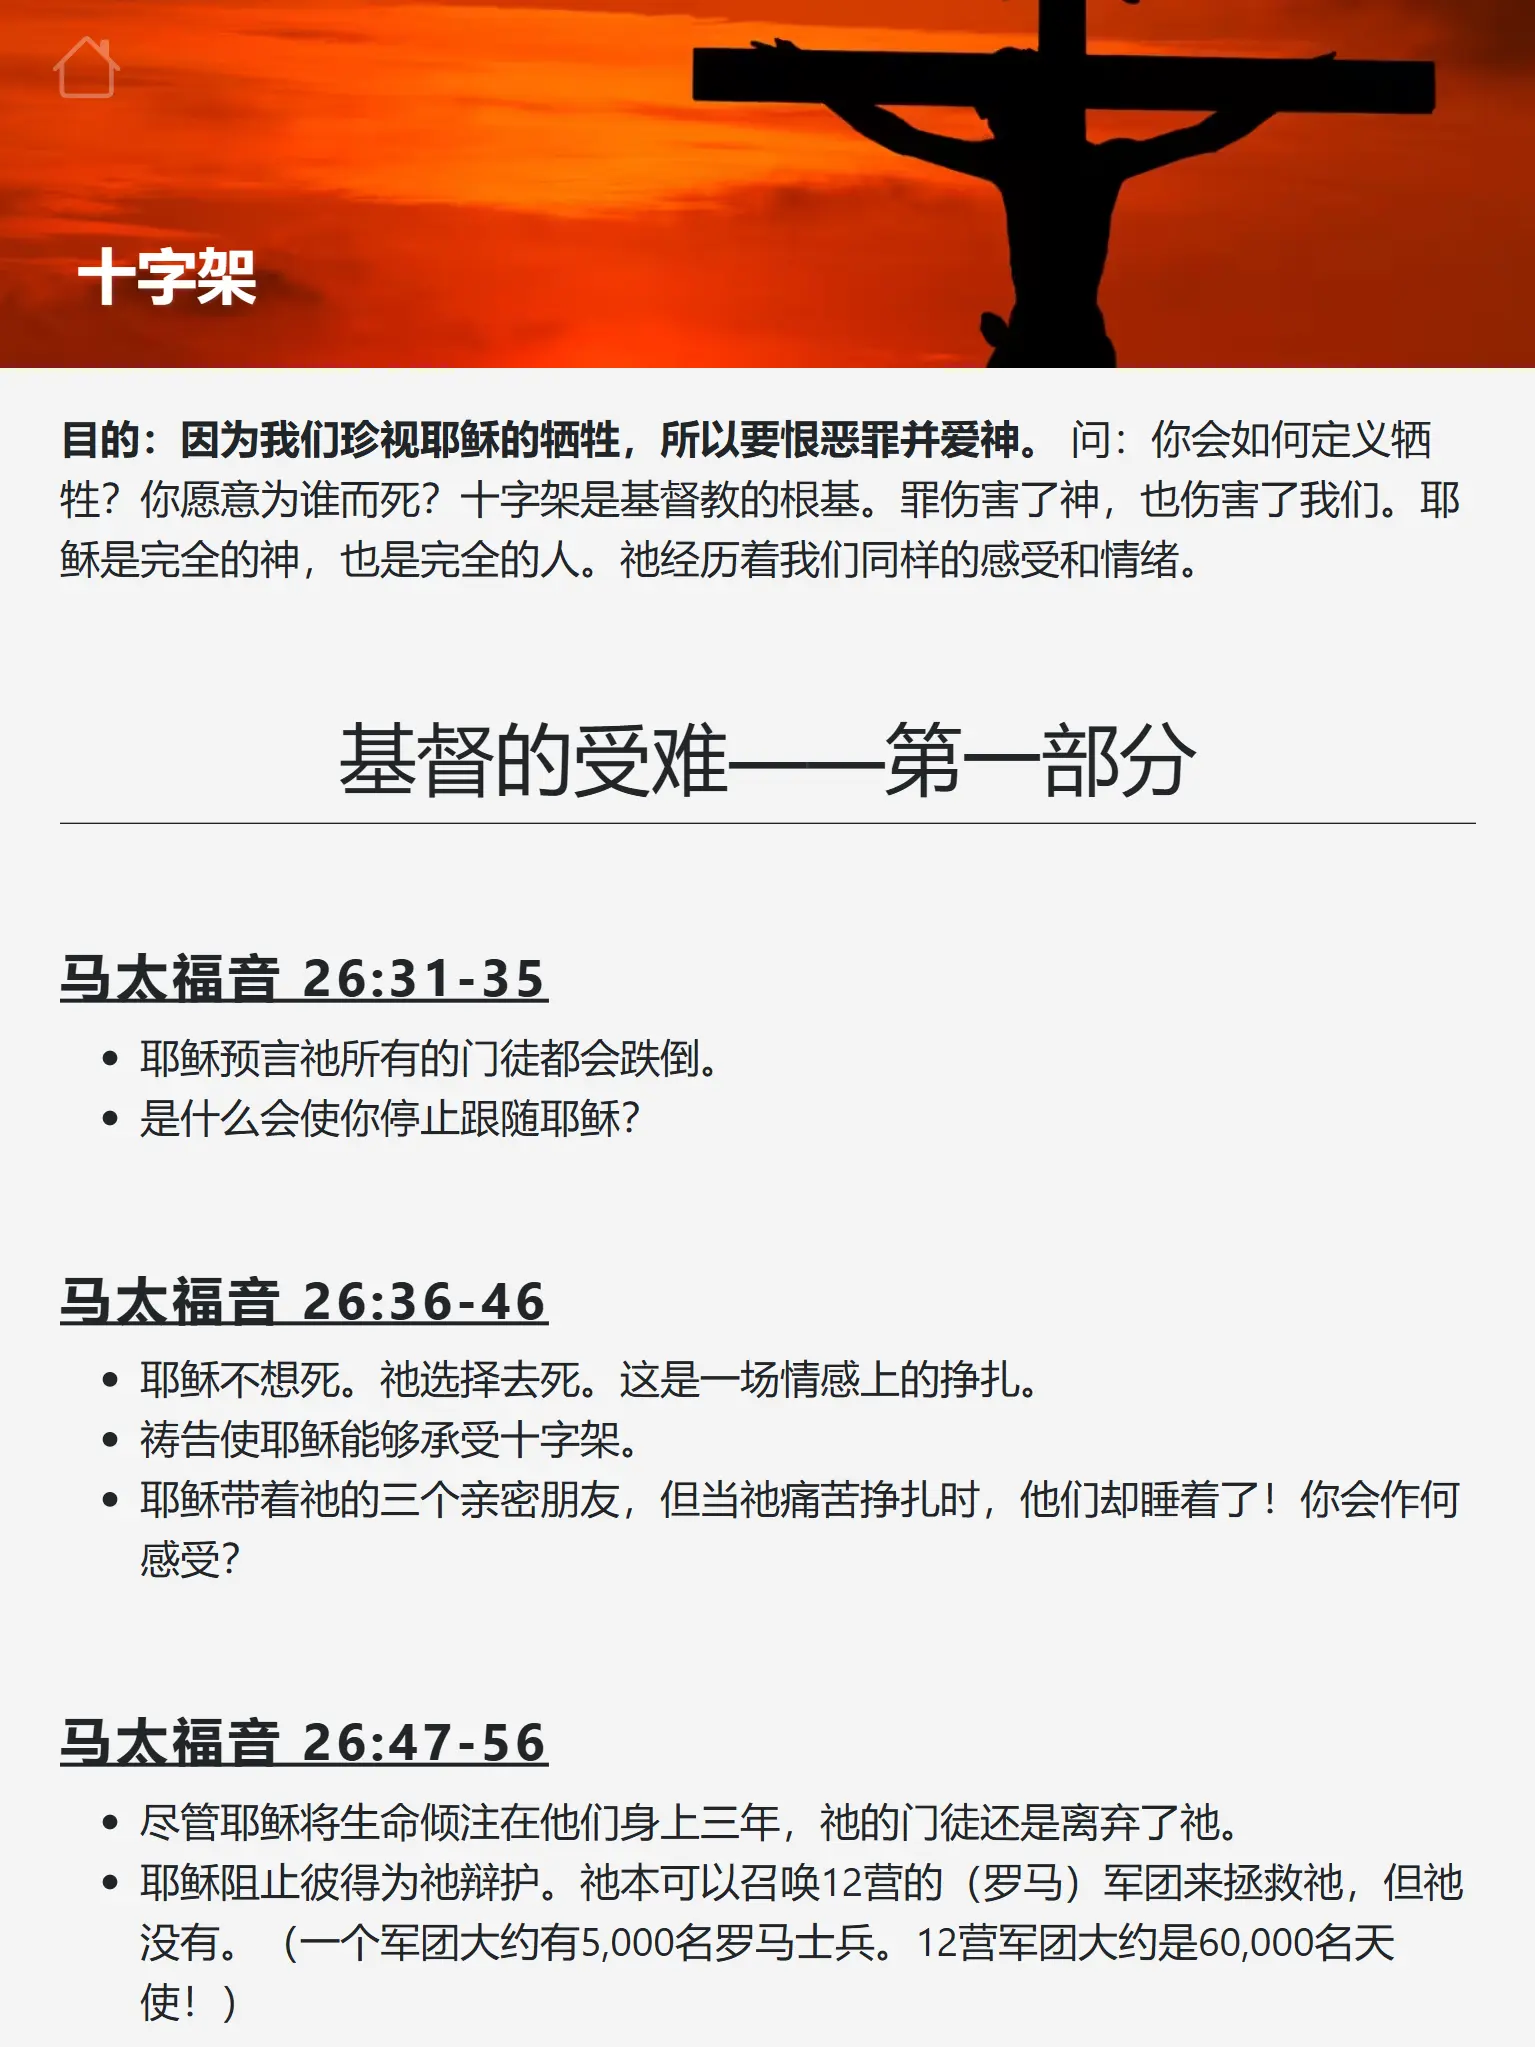 十字架
目的：因为我们珍视耶稣的牺牲，所以要恨恶罪并爱神。 问：你会如何定义牺
牲？你愿意为谁而死？十字架是基督教的根基。罪伤害了神，也伤害了我们。耶
稣是完全的神，也是完全的人。祂经历着我们同样的感受和情绪。
基督的受难——第一部分
马太福音 26:31-35
• 耶稣预言祂所有的门徒都会跌倒。
• 是什么会使你停止跟随耶稣？
马太福音 26:36-46
• 耶稣不想死。祂选择去死。这是一场情感上的挣扎。
• 祷告使耶稣能够承受十字架。
• 耶稣带着祂的三个亲密朋友，但当祂痛苦挣扎时，他们却睡着了！你会作何
感受？
马太福音 26:47-56
• 尽管耶稣将生命倾注在他们身上三年，祂的门徒还是离弃了祂。
• 耶稣阻止彼得为祂辩护。祂本可以召唤12营的（罗马）军团来拯救祂，但祂
没有。（一个军团大约有5,000名罗马士兵。12营军团大约是60,000名天
使！）